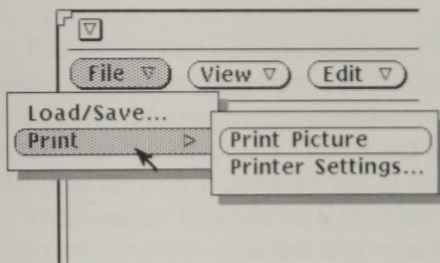 File View Edit
Load/Save...
Print
Print Picture
Printer Settings...